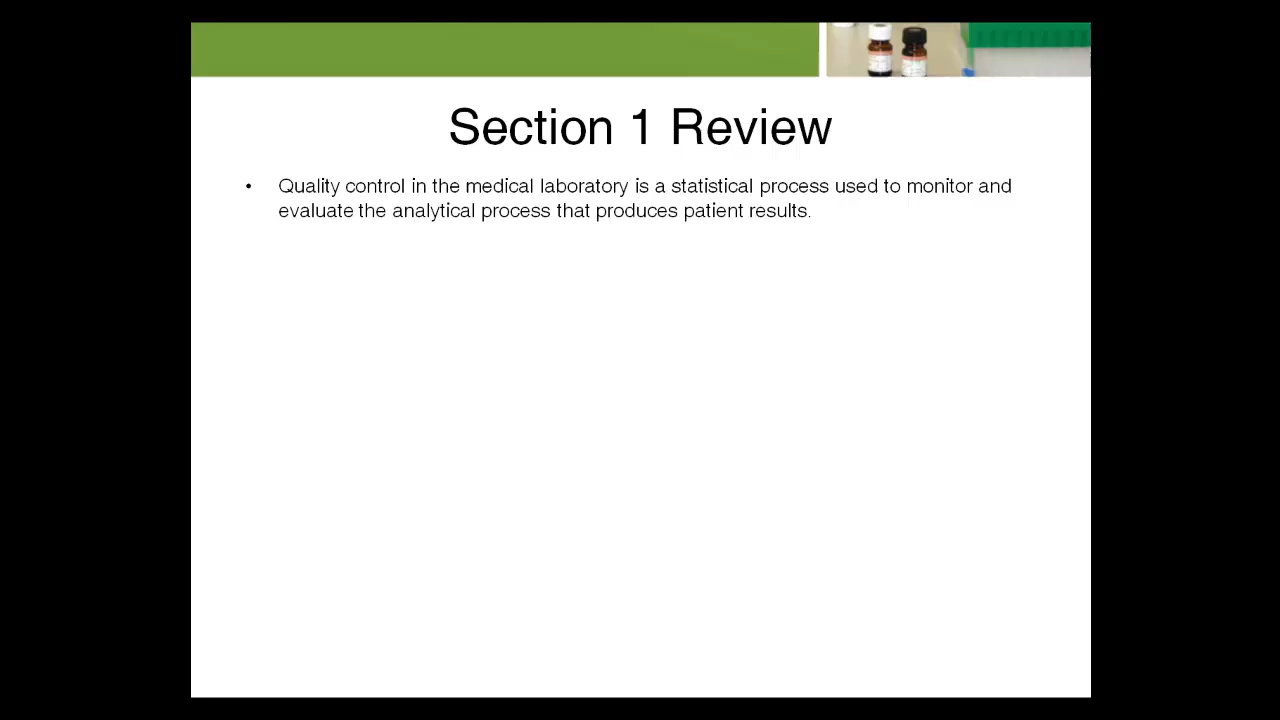 Section 1 Review
• Quality control in the medical laboratory is a statistical process used to monitor and
evaluate the analytical process that produces patient results.